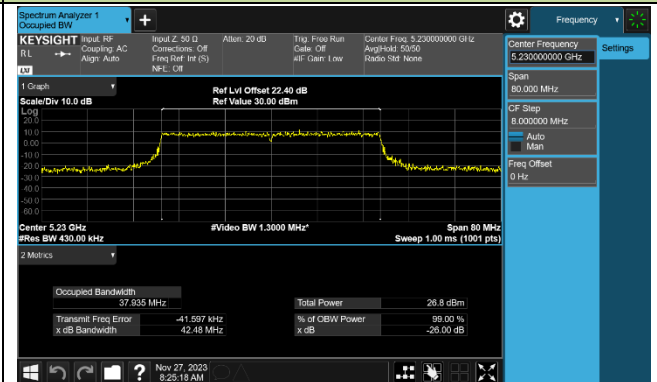 Spectrum Analyzer 1
Occupied BW
Frequency
KEYSIGHT
RL
LXI
Input: RF
Coupling: AC
Align: Auto
Input Z: 50 Ω
Corrections: Off
Freq Ref: Int (S)
NFE: Off
Atten: 20 dB
Trig: Free Run
Gate: Off
#IF Gain: Low
Center Freq: 5.230000000 GHz
Avg|Hold: 50/50
Radio Std: None
Center Frequency
5.230000000 GHz
Settings
Span
80.000 MHz
CF Step
8.000000 MHz
Auto
Man
Freq Offset
0 Hz
1 Graph
Scale/Div 10.0 dB
Ref Lvl Offset 22.40 dB
Ref Value 30.00 dBm
Log
20.0
10.0
0.00
-10.0
-20.0
-30.0
-40.0
-50.0
-60.0
Center 5.23 GHz
#Video BW 1.3000 MHz*
Span 80 MHz
#Res BW 430.00 kHz
Sweep 1.00 ms (1001 pts)
2 Metrics
Occupied Bandwidth
37.935 MHz
Total Power 26.8 dBm
Transmit Freq Error -41.597 kHz
% of OBW Power 99.00 %
x dB Bandwidth 42.48 MHz
x dB -26.00 dB
?
Nov 27, 2023
8:25:18 AM